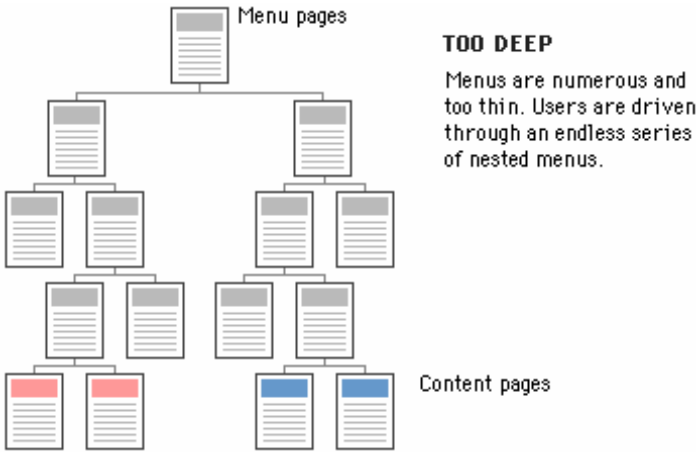 Menu pages
TOO DEEP
Menus are numerous and
too thin. Users are driven
through an endless series
of nested menus.
Content pages